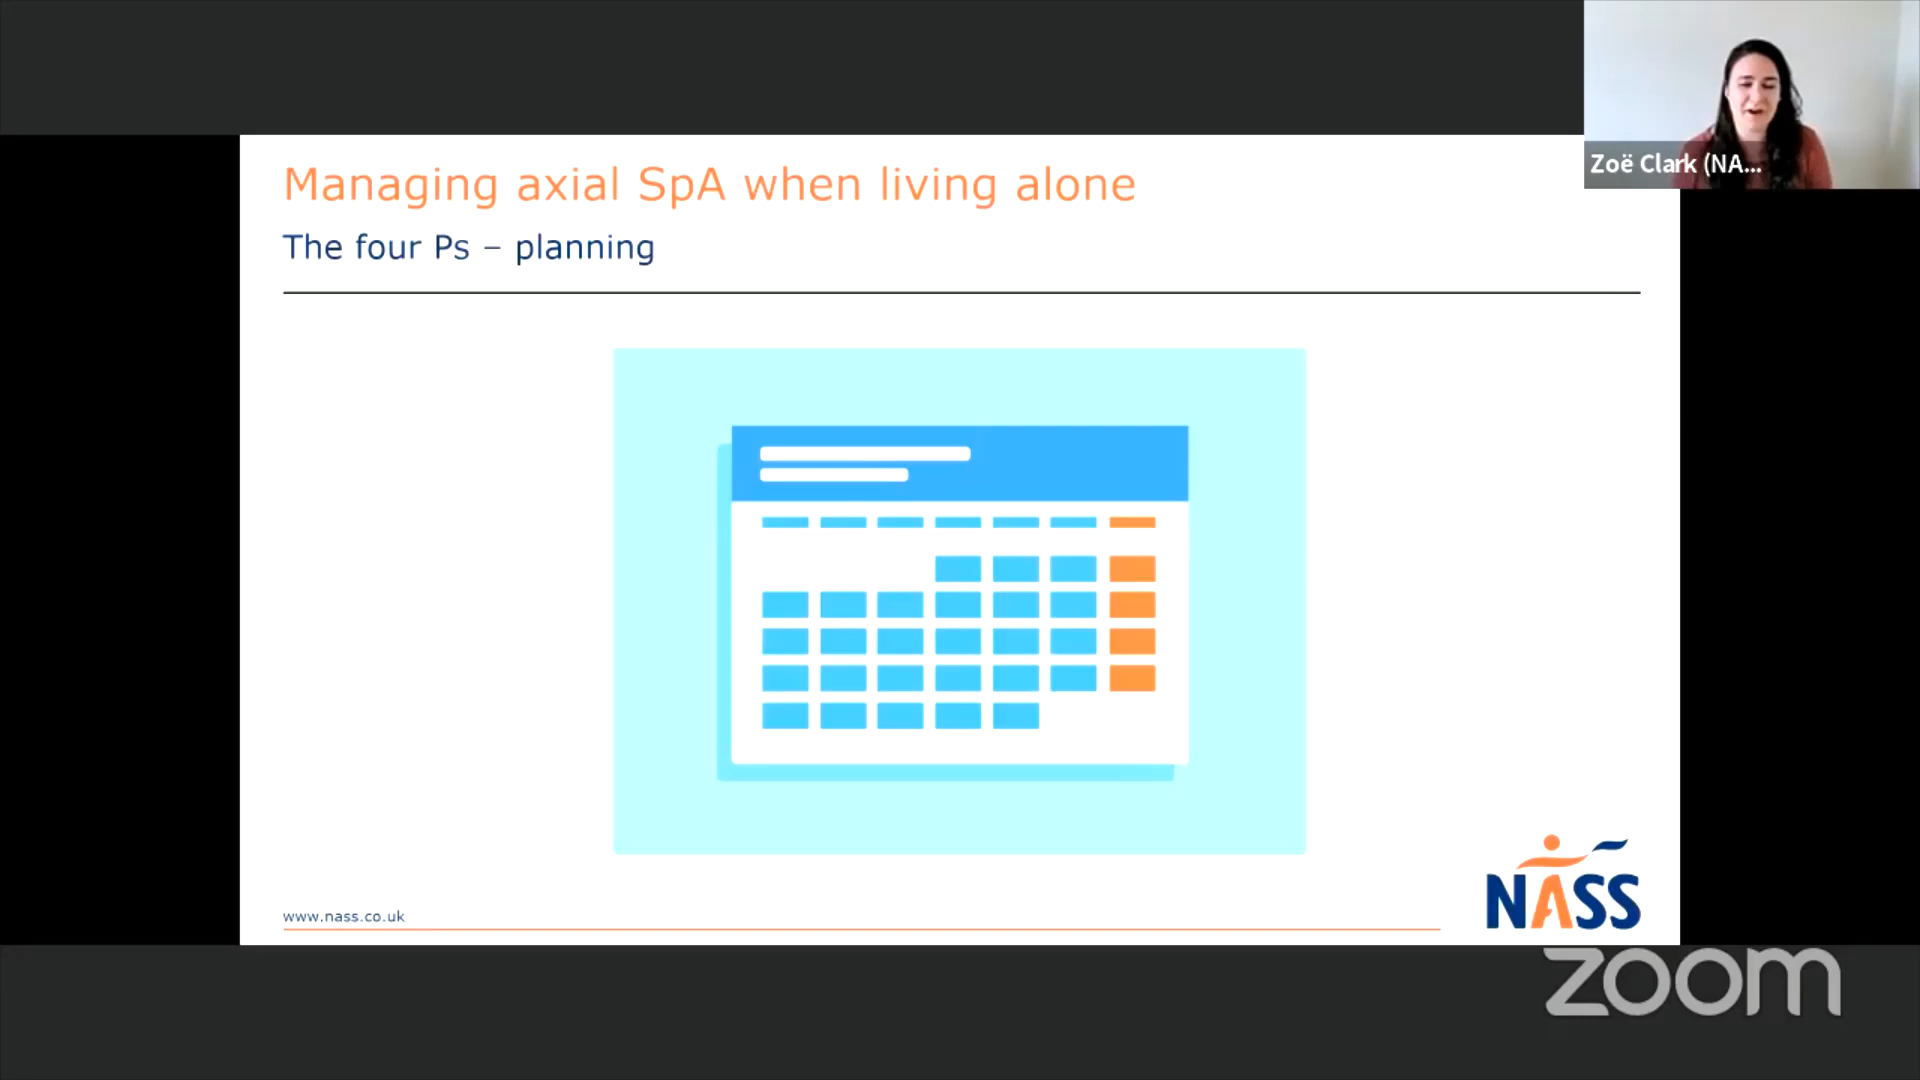 Managing axial SpA when living alone
The four Ps – planning
Zoë Clark (NA...
www.nass.co.uk
NASS
zoom